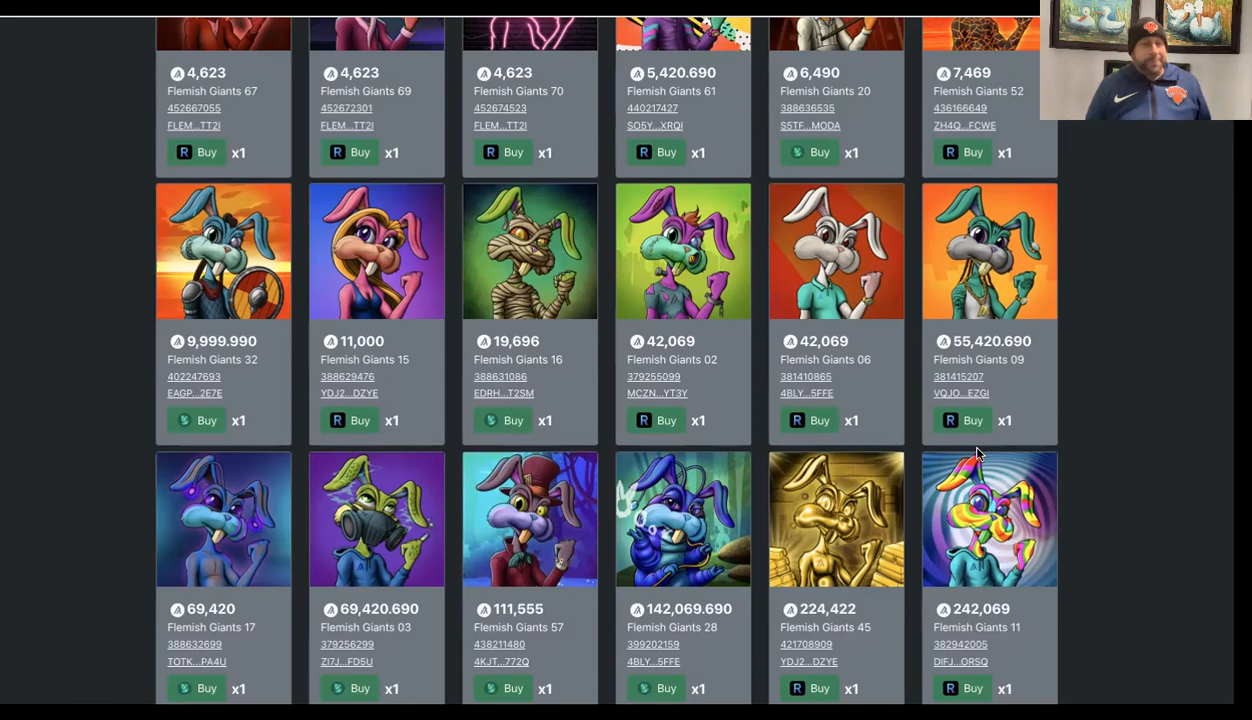 4,623
Flemish Giants 67
452667055
FLEM...TT2I
Buy x1
4,623
Flemish Giants 69
452672301
FLEM...TT2I
Buy x1
4,623
Flemish Giants 70
452674523
FLEM...TT2I
Buy x1
5,420.690
Flemish Giants 61
440217427
SO5Y...XRQI
Buy x1
6,490
Flemish Giants 20
388636535
S5TF...MODA
Buy x1
7,469
Flemish Giants 52
436166649
ZH4Q...FCWE
Buy x1
9,999.990
Flemish Giants 32
402247693
EAGP...2E7E
Buy x1
11,000
Flemish Giants 15
388629476
YDJ2...DZYE
Buy x1
19,696
Flemish Giants 16
388631086
EDRH...T2SM
Buy x1
42,069
Flemish Giants 02
379255099
MCZN...YT3Y
Buy x1
42,069
Flemish Giants 06
381410865
4BLY...5FFE
Buy x1
55,420.690
Flemish Giants 09
381415207
VQJO...EZGI
Buy x1
69,420
Flemish Giants 17
388632699
TOTK...PA4U
Buy x1
69,420.690
Flemish Giants 03
379256299
ZI7J...FD5U
Buy x1
111,555
Flemish Giants 57
438211480
4KJT...772Q
Buy x1
142,069.690
Flemish Giants 28
399202159
4BLY...5FFE
Buy x1
224,422
Flemish Giants 45
421708909
YDJ2...DZYE
Buy x1
242,069
Flemish Giants 11
382942005
DIFJ...ORSQ
Buy x1